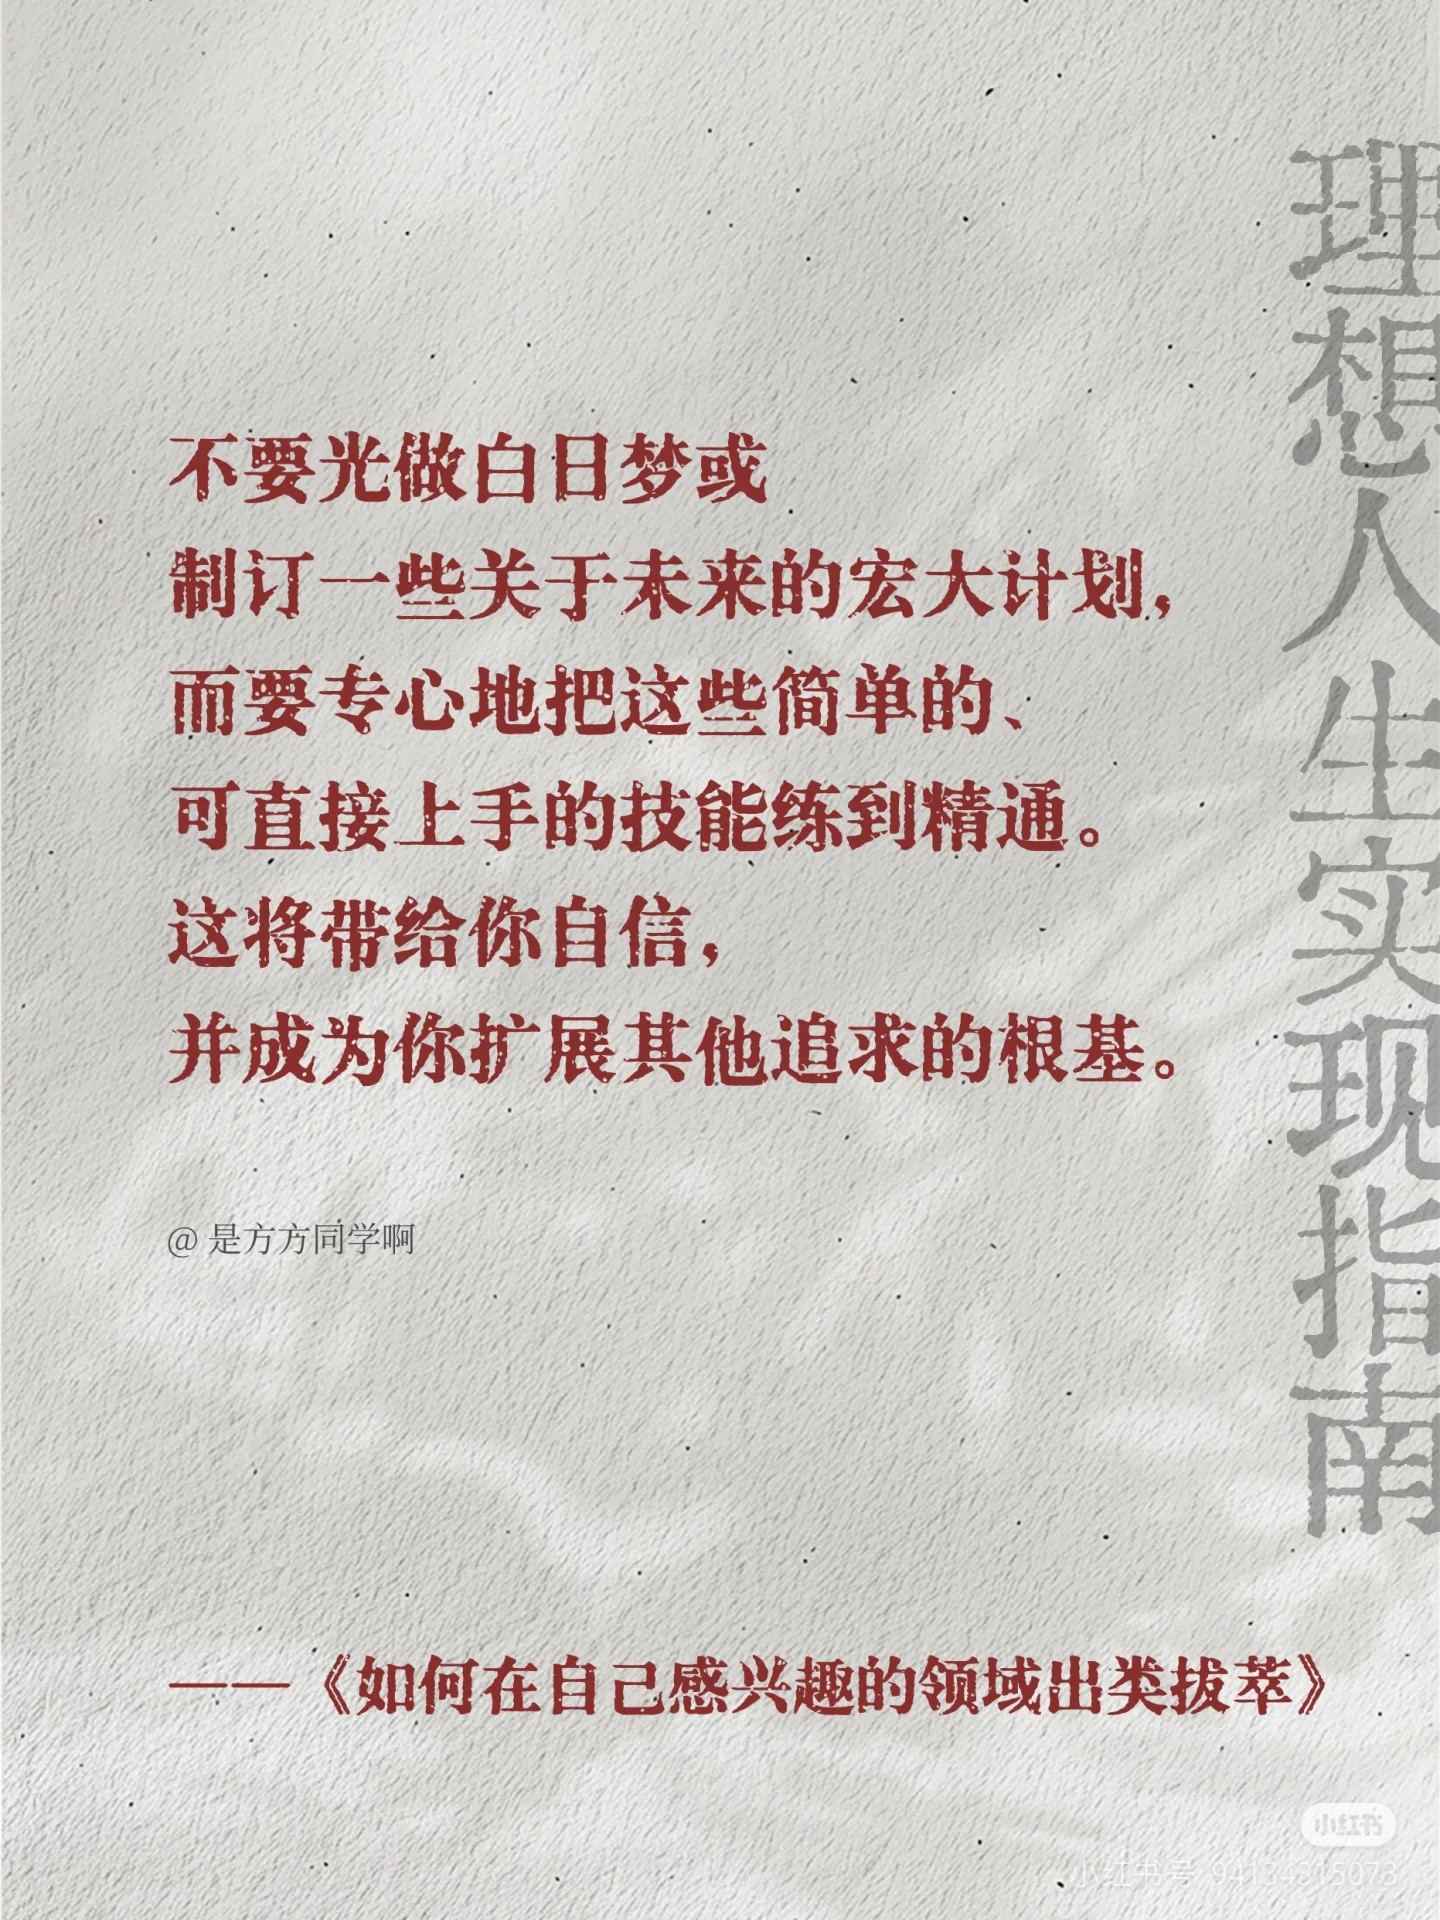 不要光做白日梦或
制订一些关于未来的宏大计划，
而要专心地把这些简单的、
可直接上手的技能练到精通。
这将带给你自信，
并成为你扩展其他追求的根基。
@是方方同学啊
——《如何在自己感兴趣的领域出类拔萃》
理想人生实现指南
小红书
小红书号 94134315073